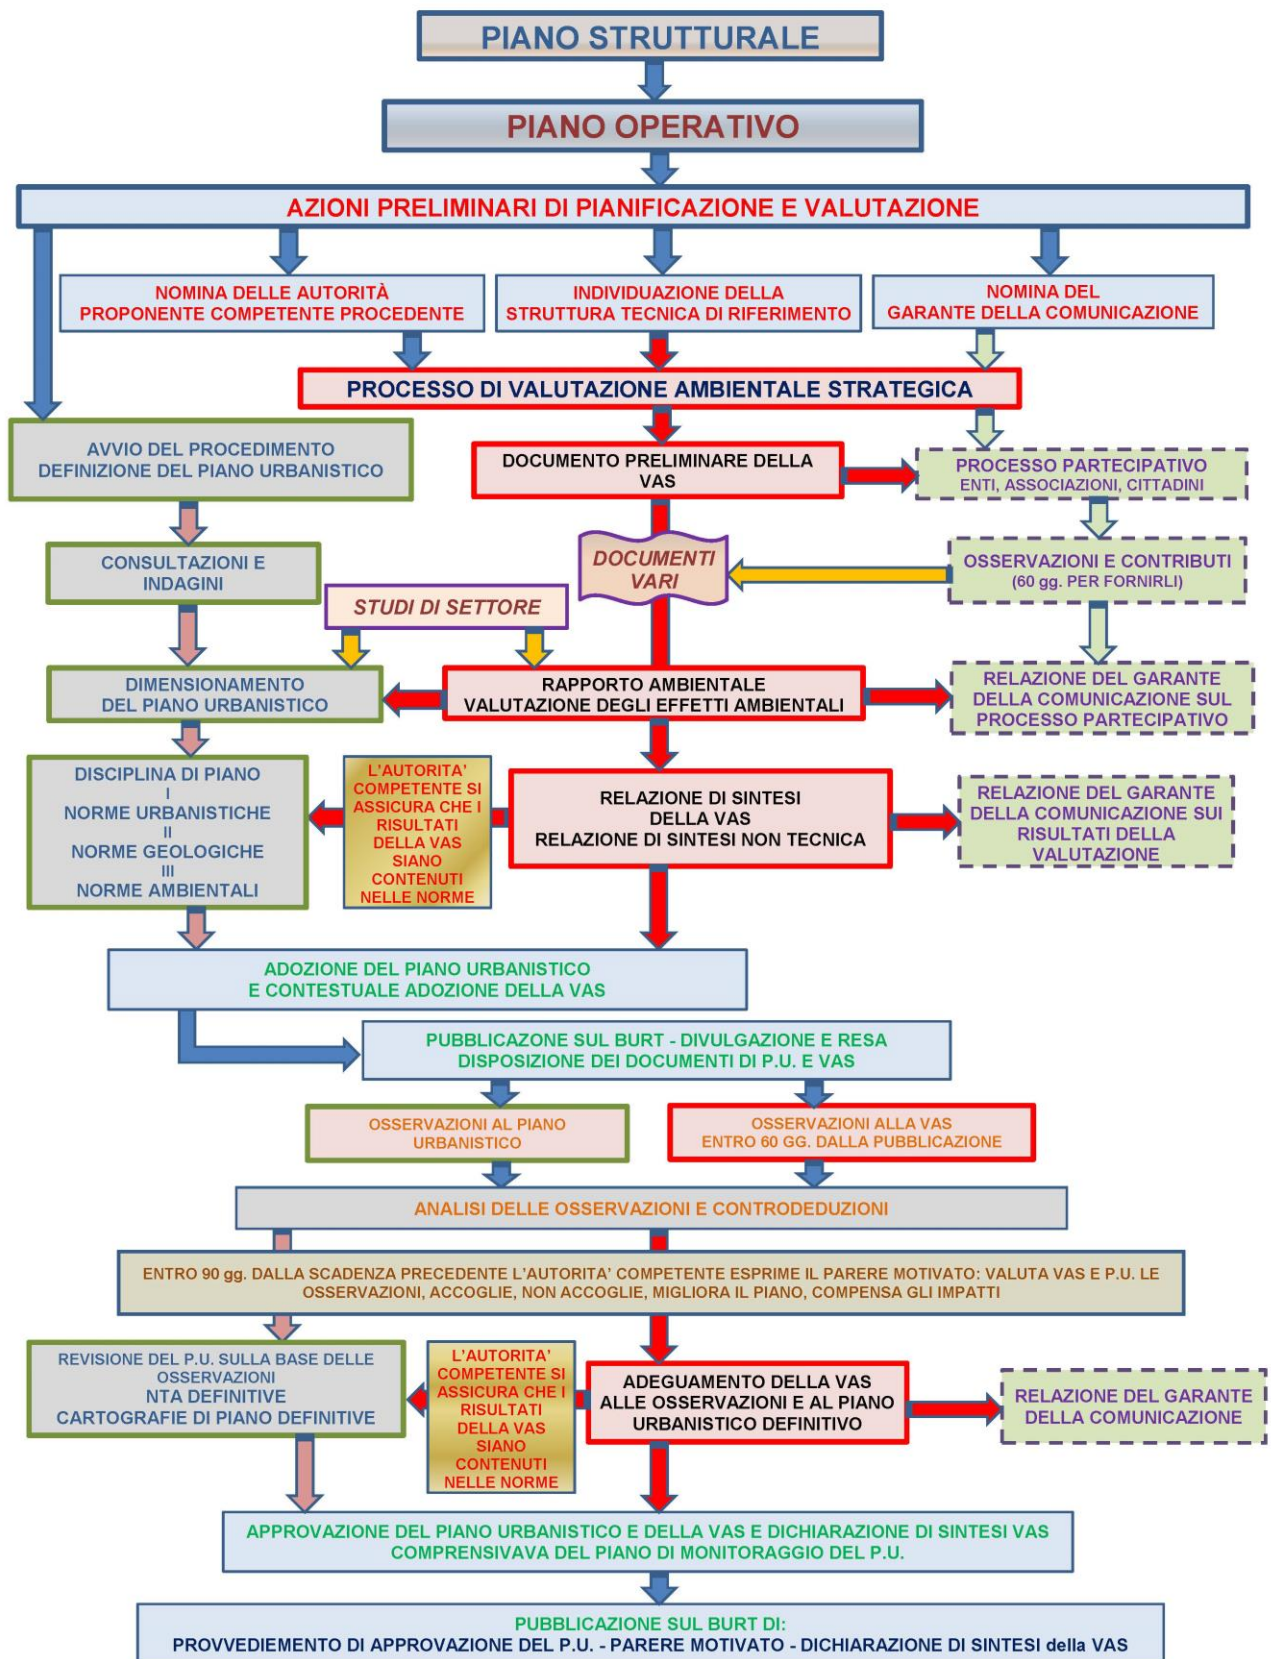 PIANO STRUTTURALE
PIANO OPERATIVO
AZIONI PRELIMINARI DI PIANIFICAZIONE E VALUTAZIONE
NOMINA DELLE AUTORITÀ
PROPONENTE COMPETENTE PROCEDENTE
INDIVIDUAZIONE DELLA
STRUTTURA TECNICA DI RIFERIMENTO
NOMINA DEL
GARANTE DELLA COMUNICAZIONE
PROCESSO DI VALUTAZIONE AMBIENTALE STRATEGICA
AVVIO DEL PROCEDIMENTO
DEFINIZIONE DEL PIANO URBANISTICO
DOCUMENTO PRELIMINARE DELLA
VAS
PROCESSO PARTECIPATIVO
ENTI, ASSOCIAZIONI, CITTADINI
CONSULTAZIONI E
INDAGINI
DOCUMENTI
VARI
OSSERVAZIONI E CONTRIBUTI
(60 gg. PER FORNIRLI)
STUDI DI SETTORE
DIMENSIONAMENTO
DEL PIANO URBANISTICO
RAPPORTO AMBIENTALE
VALUTAZIONE DEGLI EFFETTI AMBIENTALI
RELAZIONE DEL GARANTE
DELLA COMUNICAZIONE SUL
PROCESSO PARTECIPATIVO
DISCIPLINA DI PIANO
I
NORME URBANISTICHE
II
NORME GEOLOGICHE
III
NORME AMBIENTALI
L'AUTORITA'
COMPETENTE SI
ASSICURA CHE I
RISULTATI
DELLA VAS
SIANO
CONTENUTI
NELLE NORME
RELAZIONE DI SINTESI
DELLA VAS
RELAZIONE DI SINTESI NON TECNICA
RELAZIONE DEL GARANTE
DELLA COMUNICAZIONE SUI
RISULTATI DELLA
VALUTAZIONE
ADOZIONE DEL PIANO URBANISTICO
E CONTESTUALE ADOZIONE DELLA VAS
PUBBLICAZONE SUL BURT - DIVULGAZIONE E RESA
DISPOSIZIONE DEI DOCUMENTI DI P.U. E VAS
OSSERVAZIONI AL PIANO
URBANISTICO
OSSERVAZIONI ALLA VAS
ENTRO 60 GG. DALLA PUBBLICAZIONE
ANALISI DELLE OSSERVAZIONI E CONTRODEDUZIONI
ENTRO 90 gg. DALLA SCADENZA PRECEDENTE L'AUTORITA' COMPETENTE ESPRIME IL PARERE MOTIVATO: VALUTA VAS E P.U. LE
OSSERVAZIONI, ACCOGLIE, NON ACCOGLIE, MIGLIORA IL PIANO, COMPENSA GLI IMPATTI
REVISIONE DEL P.U. SULLA BASE DELLE
OSSERVAZIONI
NTA DEFINITIVE
CARTOGRAFIE DI PIANO DEFINITIVE
L'AUTORITA'
COMPETENTE SI
ASSICURA CHE I
RISULTATI
DELLA VAS
SIANO
CONTENUTI
NELLE NORME
ADEGUAMENTO DELLA VAS
ALLE OSSERVAZIONI E AL PIANO
URBANISTICO DEFINITIVO
RELAZIONE DEL GARANTE
DELLA COMUNICAZIONE
APPROVAZIONE DEL PIANO URBANISTICO E DELLA VAS E DICHIARAZIONE DI SINTESI VAS
COMPRENSIVAVA DEL PIANO DI MONITORAGGIO DEL P.U.
PUBBLICAZIONE SUL BURT DI:
PROVVEDIEMENTO DI APPROVAZIONE DEL P.U. - PARERE MOTIVATO - DICHIARAZIONE DI SINTESI della VAS